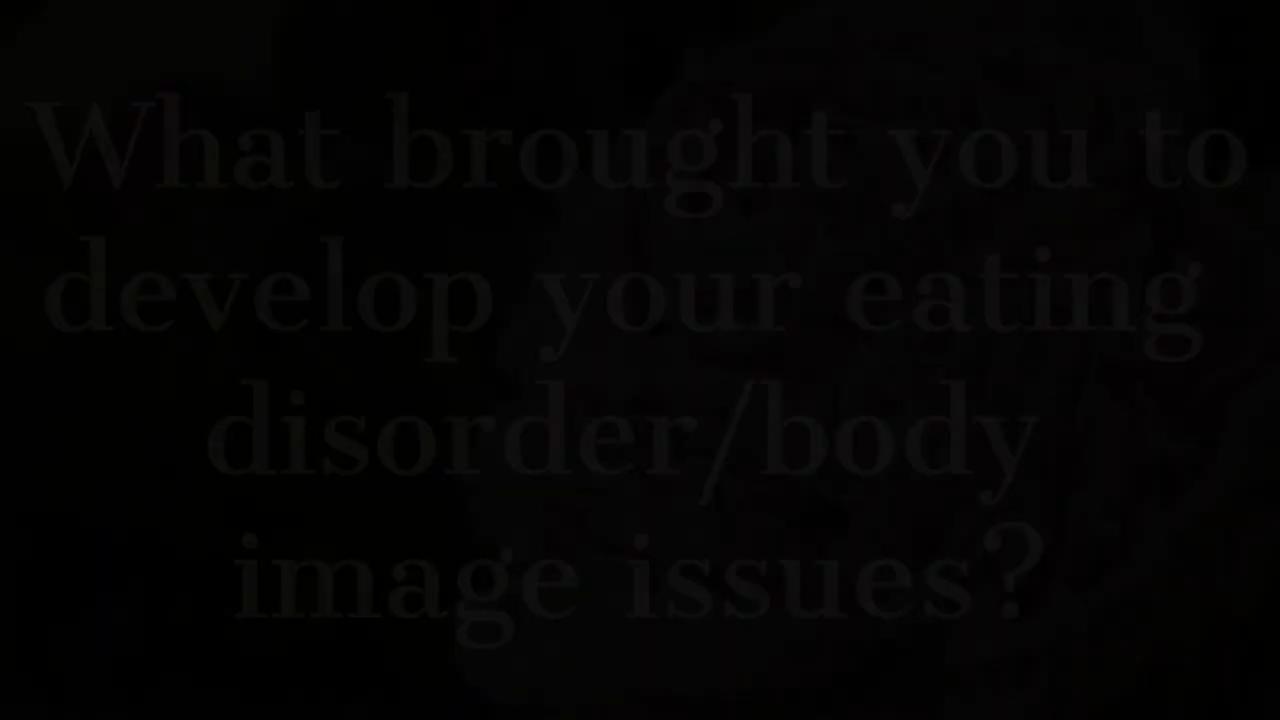 What brought you to
develop your eating
disorder/body
image issues?